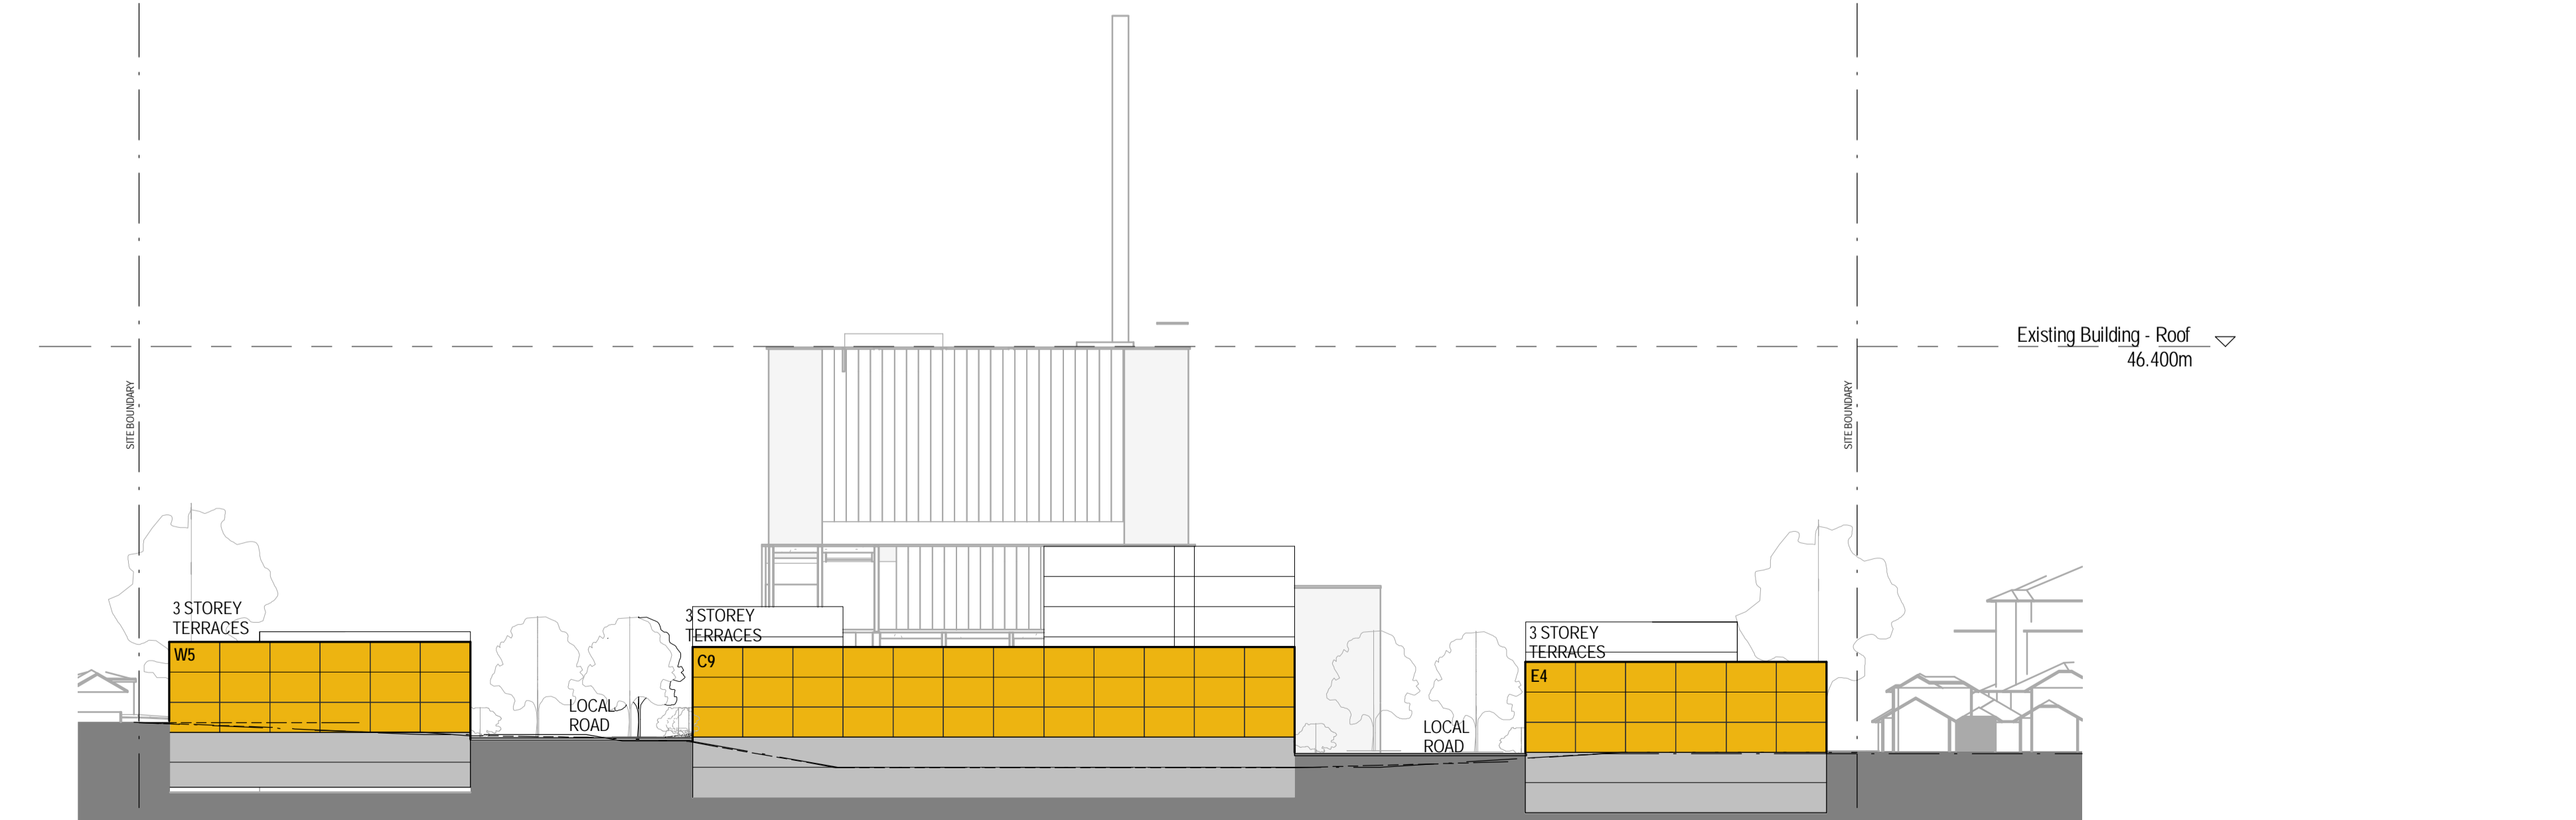 Existing Building - Roof
46.400m
SITE BOUNDARY
SITE BOUNDARY
3 STOREY
TERRACES
W5
LOCAL
ROAD
3 STOREY
TERRACES
C9
LOCAL
ROAD
3 STOREY
TERRACES
E4